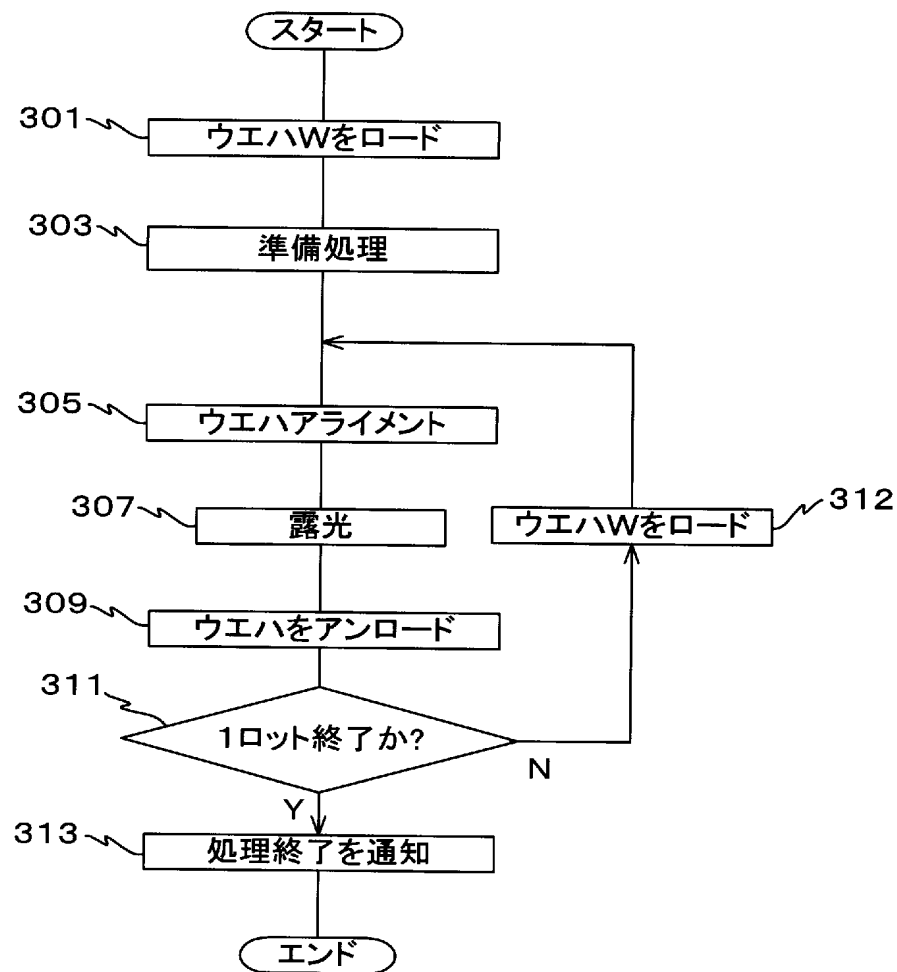 スタート
301
ウエハWをロード
303
準備処理
305
ウエハアライメント
307
露光
312
ウエハWをロード
309
ウエハをアンロード
311
1ロット終了か?
N
Y
313
処理終了を通知
エンド